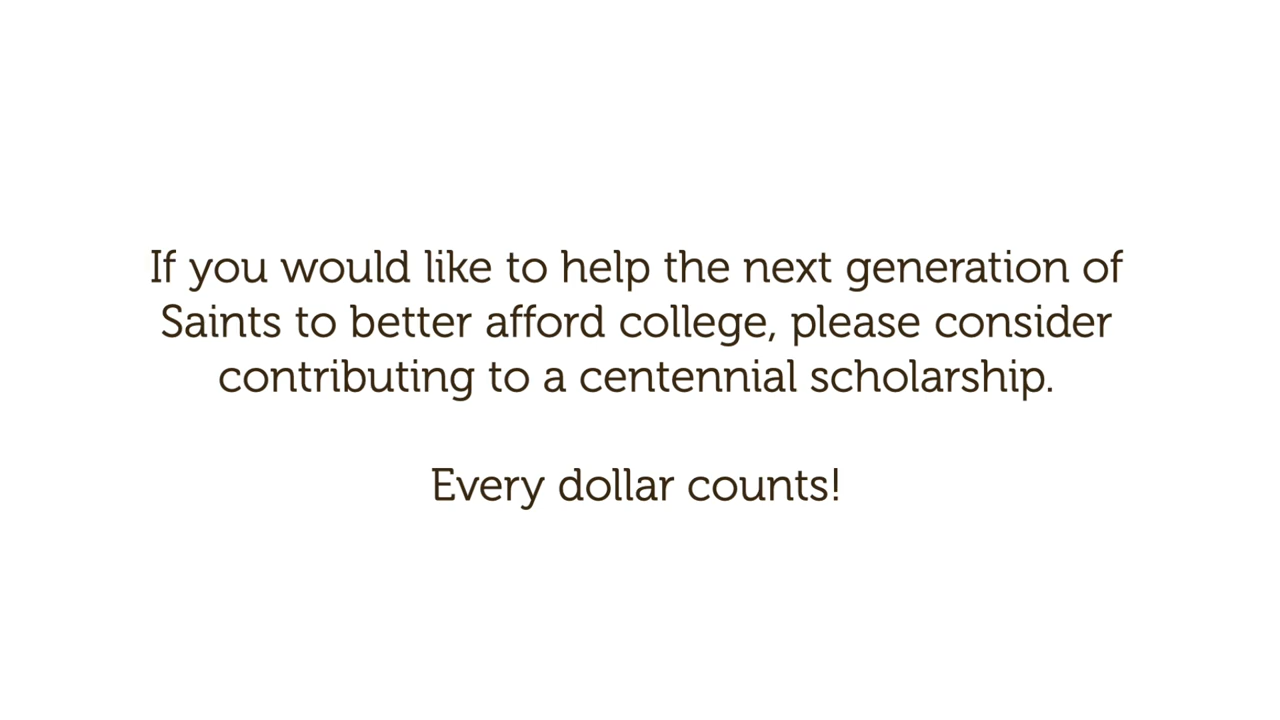 If you would like to help the next generation of
Saints to better afford college, please consider
contributing to a centennial scholarship.
Every dollar counts!